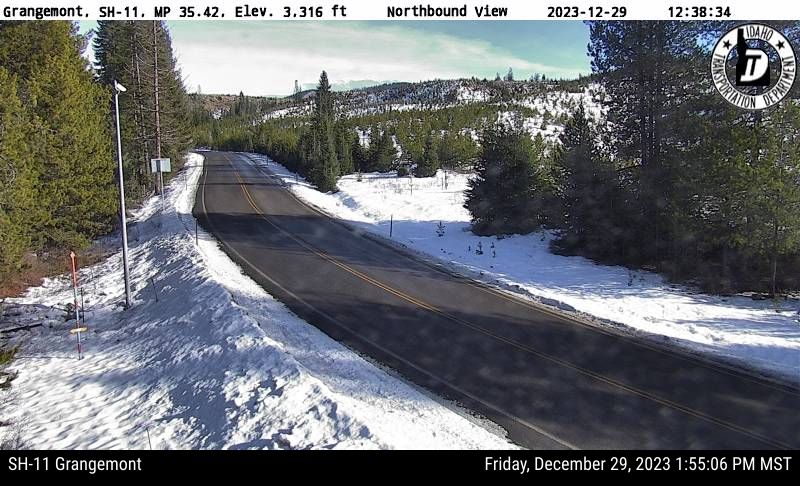 Grangemont, SH-11, MP 35.42, Elev. 3,316 ft Northbound View 2023-12-29 12:38:34
IDAHO
TRANSPORTATION DEPARTMENT
SH-11 Grangemont Friday, December 29, 2023 1:55:06 PM MST